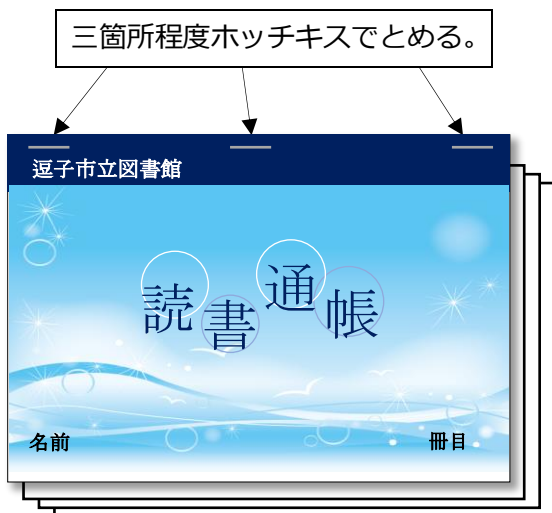 三箇所程度ホッチキスでとめる。
逗子市立図書館
読書通帳
名前 冊目